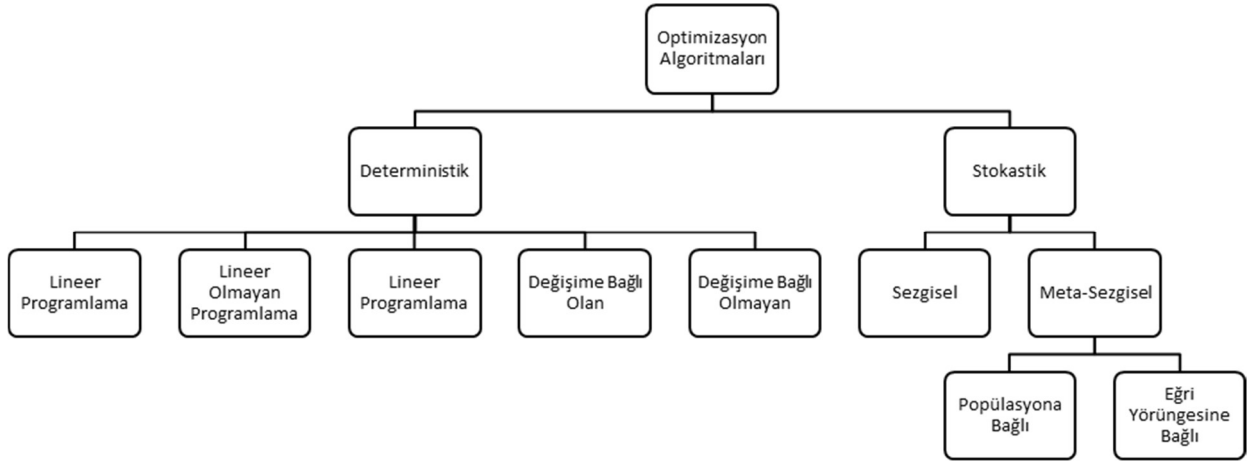 Optimizasyon
Algoritmaları
Deterministik
Stokastik
Lineer
Programlama
Lineer
Olmayan
Programlama
Lineer
Programlama
Değişime Bağlı
Olan
Değişime Bağlı
Olmayan
Sezgisel
Meta-Sezgisel
Popülasyona
Bağlı
Eğri
Yörüngesine
Bağlı